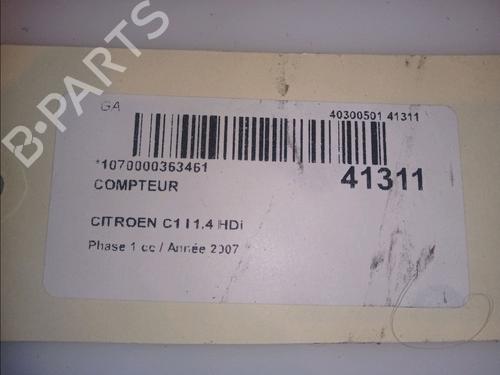 B-PARTS
GA
40300501 41311
*1070000363461
41311
COMPTEUR
CITROEN C1 I 1.4 HDi
Phase 1 cc / Année 2007